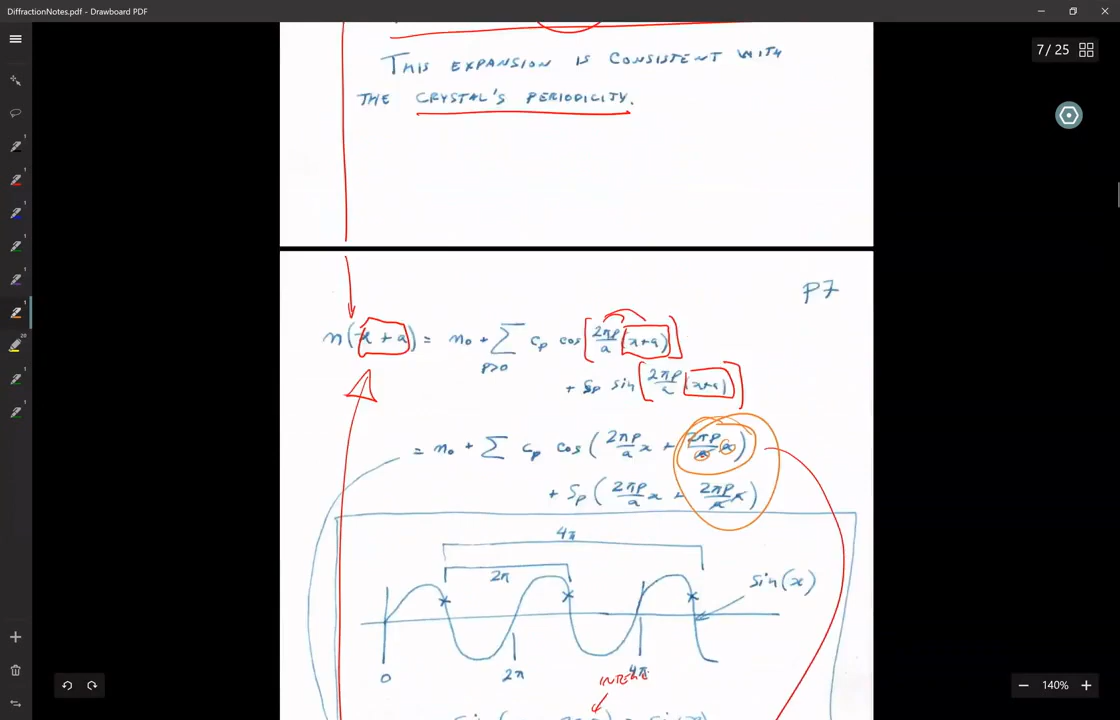 DiffractionNotes.pdf - Drawboard PDF
7 / 25
THIS EXPANSION IS CONSISTENT WITH
THE CRYSTAL'S PERIODICITY.
P7
n(x + a) = n₀ + ∑ p>0 Cp cos [2πp/a (x+a)]
+ Sp sin [2πp/a (x+a)]
= n₀ + ∑ Cp cos (2πp/a x + 2πp/a a)
+ Sp (2πp/a x + 2πp/a a)
4π
2π
sin(x)
0
2π
4π
140%